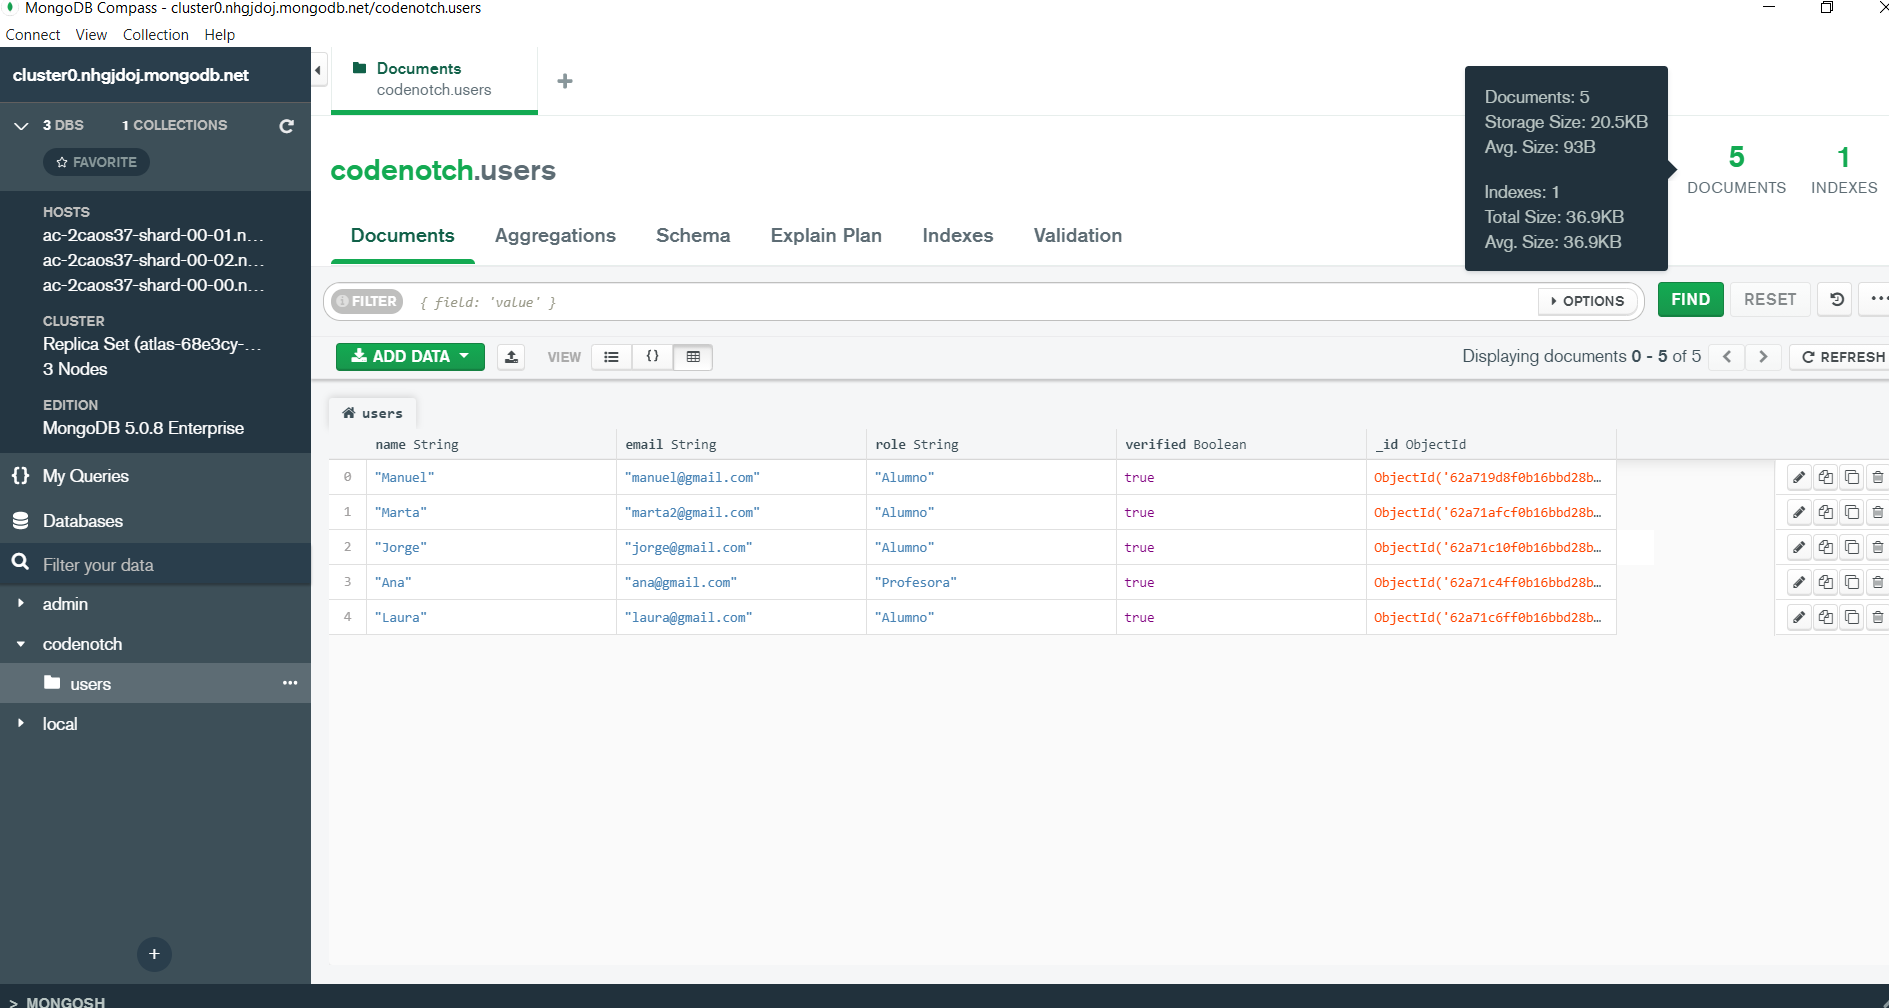 MongoDB Compass - cluster0.nhgjdoj.mongodb.net/codenotch.users
Connect View Collection Help
cluster0.nhgjdoj.mongodb.net
3 DBS 1 COLLECTIONS
FAVORITE
HOSTS
ac-2caos37-shard-00-01.n...
ac-2caos37-shard-00-02.n...
ac-2caos37-shard-00-00.n...
CLUSTER
Replica Set (atlas-68e3cy-...
3 Nodes
EDITION
MongoDB 5.0.8 Enterprise
{} My Queries
Databases
Filter your data
admin
codenotch
users ...
local
+
> MONGOSH
Documents
codenotch.users
+
codenotch.users
Documents: 5
Storage Size: 20.5KB
Avg. Size: 93B
Indexes: 1
Total Size: 36.9KB
Avg. Size: 36.9KB
5 DOCUMENTS
1 INDEXES
Documents Aggregations Schema Explain Plan Indexes Validation
FILTER { field: 'value' } OPTIONS FIND RESET ...
ADD DATA VIEW {} Displaying documents 0 - 5 of 5 < > REFRESH
users
name String email String role String verified Boolean _id ObjectId
0 "Manuel" "manuel@gmail.com" "Alumno" true ObjectId('62a719d8f0b16bbd28b...
1 "Marta" "marta2@gmail.com" "Alumno" true ObjectId('62a71afcf0b16bbd28b...
2 "Jorge" "jorge@gmail.com" "Alumno" true ObjectId('62a71c10f0b16bbd28b...
3 "Ana" "ana@gmail.com" "Profesora" true ObjectId('62a71c4ff0b16bbd28b...
4 "Laura" "laura@gmail.com" "Alumno" true ObjectId('62a71c6ff0b16bbd28b...